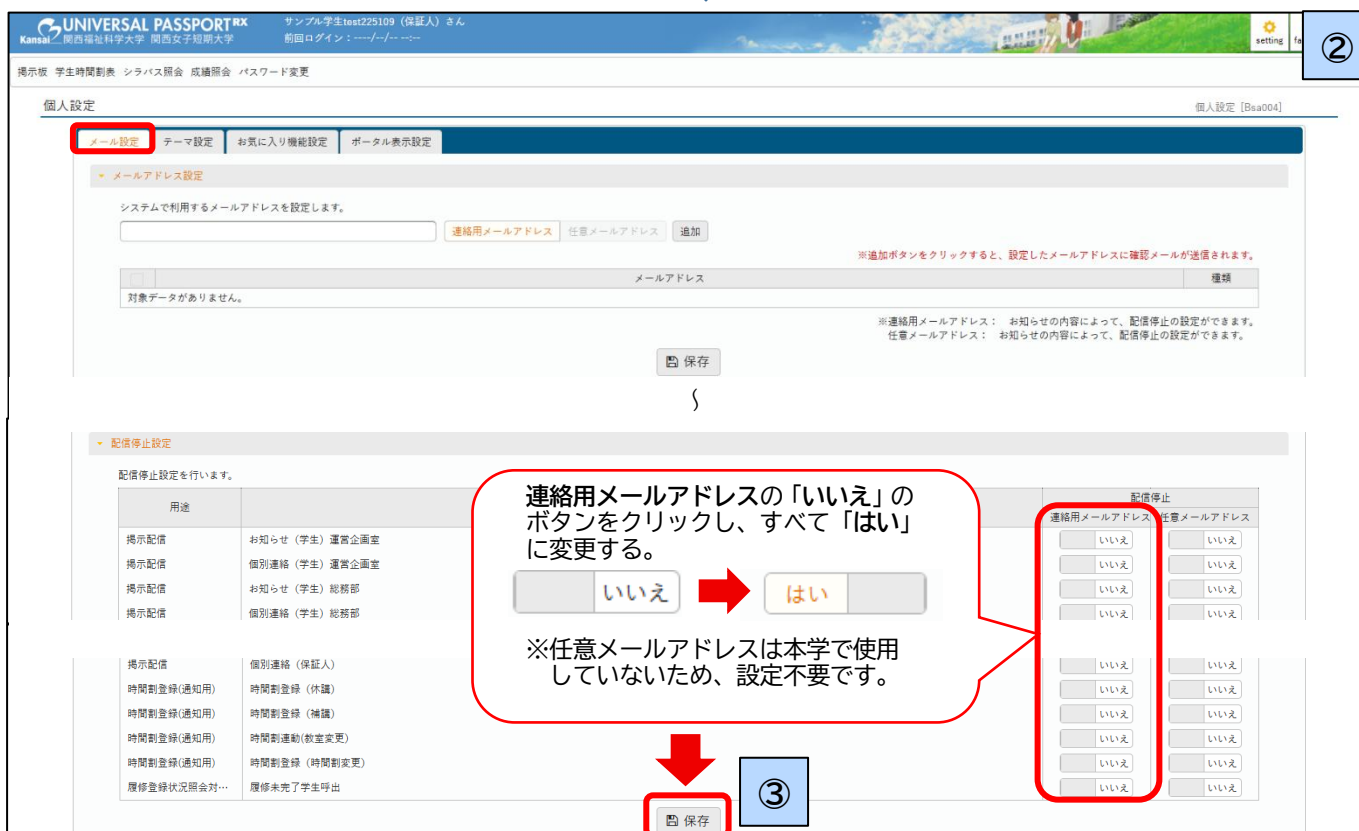 UNIVERSAL PASSPORT RX
Kansai 関西福祉科学大学 関西女子短期大学
サンプル学生test225109（保証人）さん
前回ログイン：----/--/-- --:--
setting
fa
②
掲示板 学生時間割表 シラバス照会 成績照会 パスワード変更
個人設定
個人設定 [Bsa004]
メール設定 テーマ設定 お気に入り機能設定 ポータル表示設定
メールアドレス設定
システムで利用するメールアドレスを設定します。
連絡用メールアドレス 任意メールアドレス 追加
※追加ボタンをクリックすると、設定したメールアドレスに確認メールが送信されます。
メールアドレス 種類
対象データがありません。
※連絡用メールアドレス： お知らせの内容によって、配信停止の設定ができます。
任意メールアドレス： お知らせの内容によって、配信停止の設定ができます。
保存
〜
配信停止設定
配信停止設定を行います。
用途 配信停止
連絡用メールアドレス 任意メールアドレス
掲示配信 お知らせ（学生）運営企画室 いいえ いいえ
掲示配信 個別連絡（学生）運営企画室 いいえ いいえ
掲示配信 お知らせ（学生）総務部 いいえ いいえ
掲示配信 個別連絡（学生）総務部 いいえ いいえ
掲示配信 個別連絡（保証人） いいえ いいえ
時間割登録(通知用) 時間割登録（休講） いいえ いいえ
時間割登録(通知用) 時間割登録（補講） いいえ いいえ
時間割登録(通知用) 時間割連動(教室変更) いいえ いいえ
時間割登録(通知用) 時間割登録（時間割変更） いいえ いいえ
履修登録状況照会対… 履修未完了学生呼出 いいえ いいえ
連絡用メールアドレスの「いいえ」の
ボタンをクリックし、すべて「はい」
に変更する。
いいえ はい
※任意メールアドレスは本学で使用
していないため、設定不要です。
③
保存